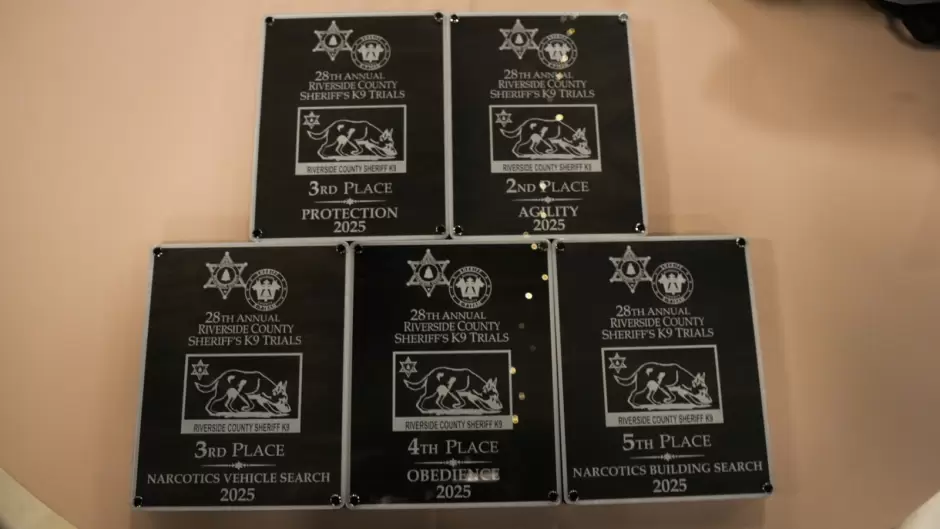 28TH ANNUAL
RIVERSIDE COUNTY
SHERIFF'S K9 TRIALS
RIVERSIDE COUNTY SHERIFF K9
3RD PLACE
PROTECTION
2025
28TH ANNUAL
RIVERSIDE COUNTY
SHERIFF'S K9 TRIALS
RIVERSIDE COUNTY SHERIFF K9
2ND PLACE
AGILITY
2025
SHERIFF
28TH ANNUAL
RIVERSIDE COUNTY
SHERIFF'S K9 TRIALS
RIVERSIDE COUNTY SHERIFF K9
3RD PLACE
NARCOTICS VEHICLE SEARCH
2025
SHERIFF
28TH ANNUAL
RIVERSIDE COUNTY
SHERIFF'S K9 TRIALS
RIVERSIDE COUNTY SHERIFF K9
4TH PLACE
OBEDIENCE
2025
SHERIFF
28TH ANNUAL
RIVERSIDE COUNTY
SHERIFF'S K9 TRIALS
RIVERSIDE COUNTY SHERIFF K9
5TH PLACE
NARCOTICS BUILDING SEARCH
2025